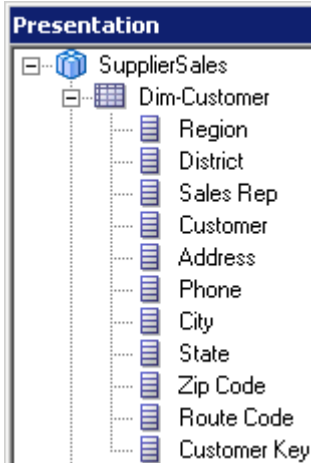 Presentation
SupplierSales
Dim-Customer
Region
District
Sales Rep
Customer
Address
Phone
City
State
Zip Code
Route Code
Customer Key